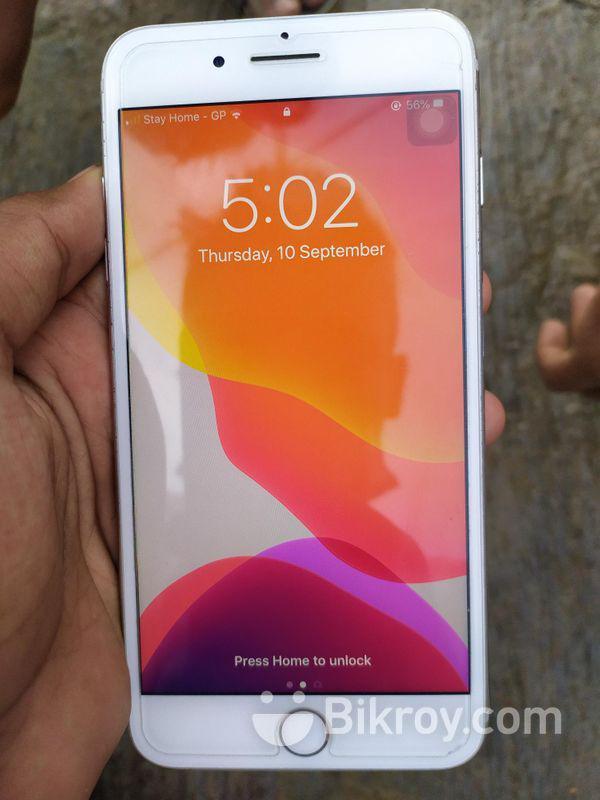 Stay Home - GP
56%
5:02
Thursday, 10 September
Press Home to unlock
Bikroy.com